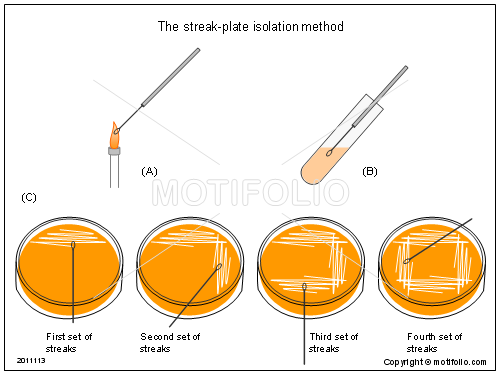 The streak-plate isolation method
(A)
(B)
MOTIFOLIO
(C)
First set of
streaks
Second set of
streaks
Third set of
streaks
Fourth set of
streaks
2011113
Copyright © motifolio.com